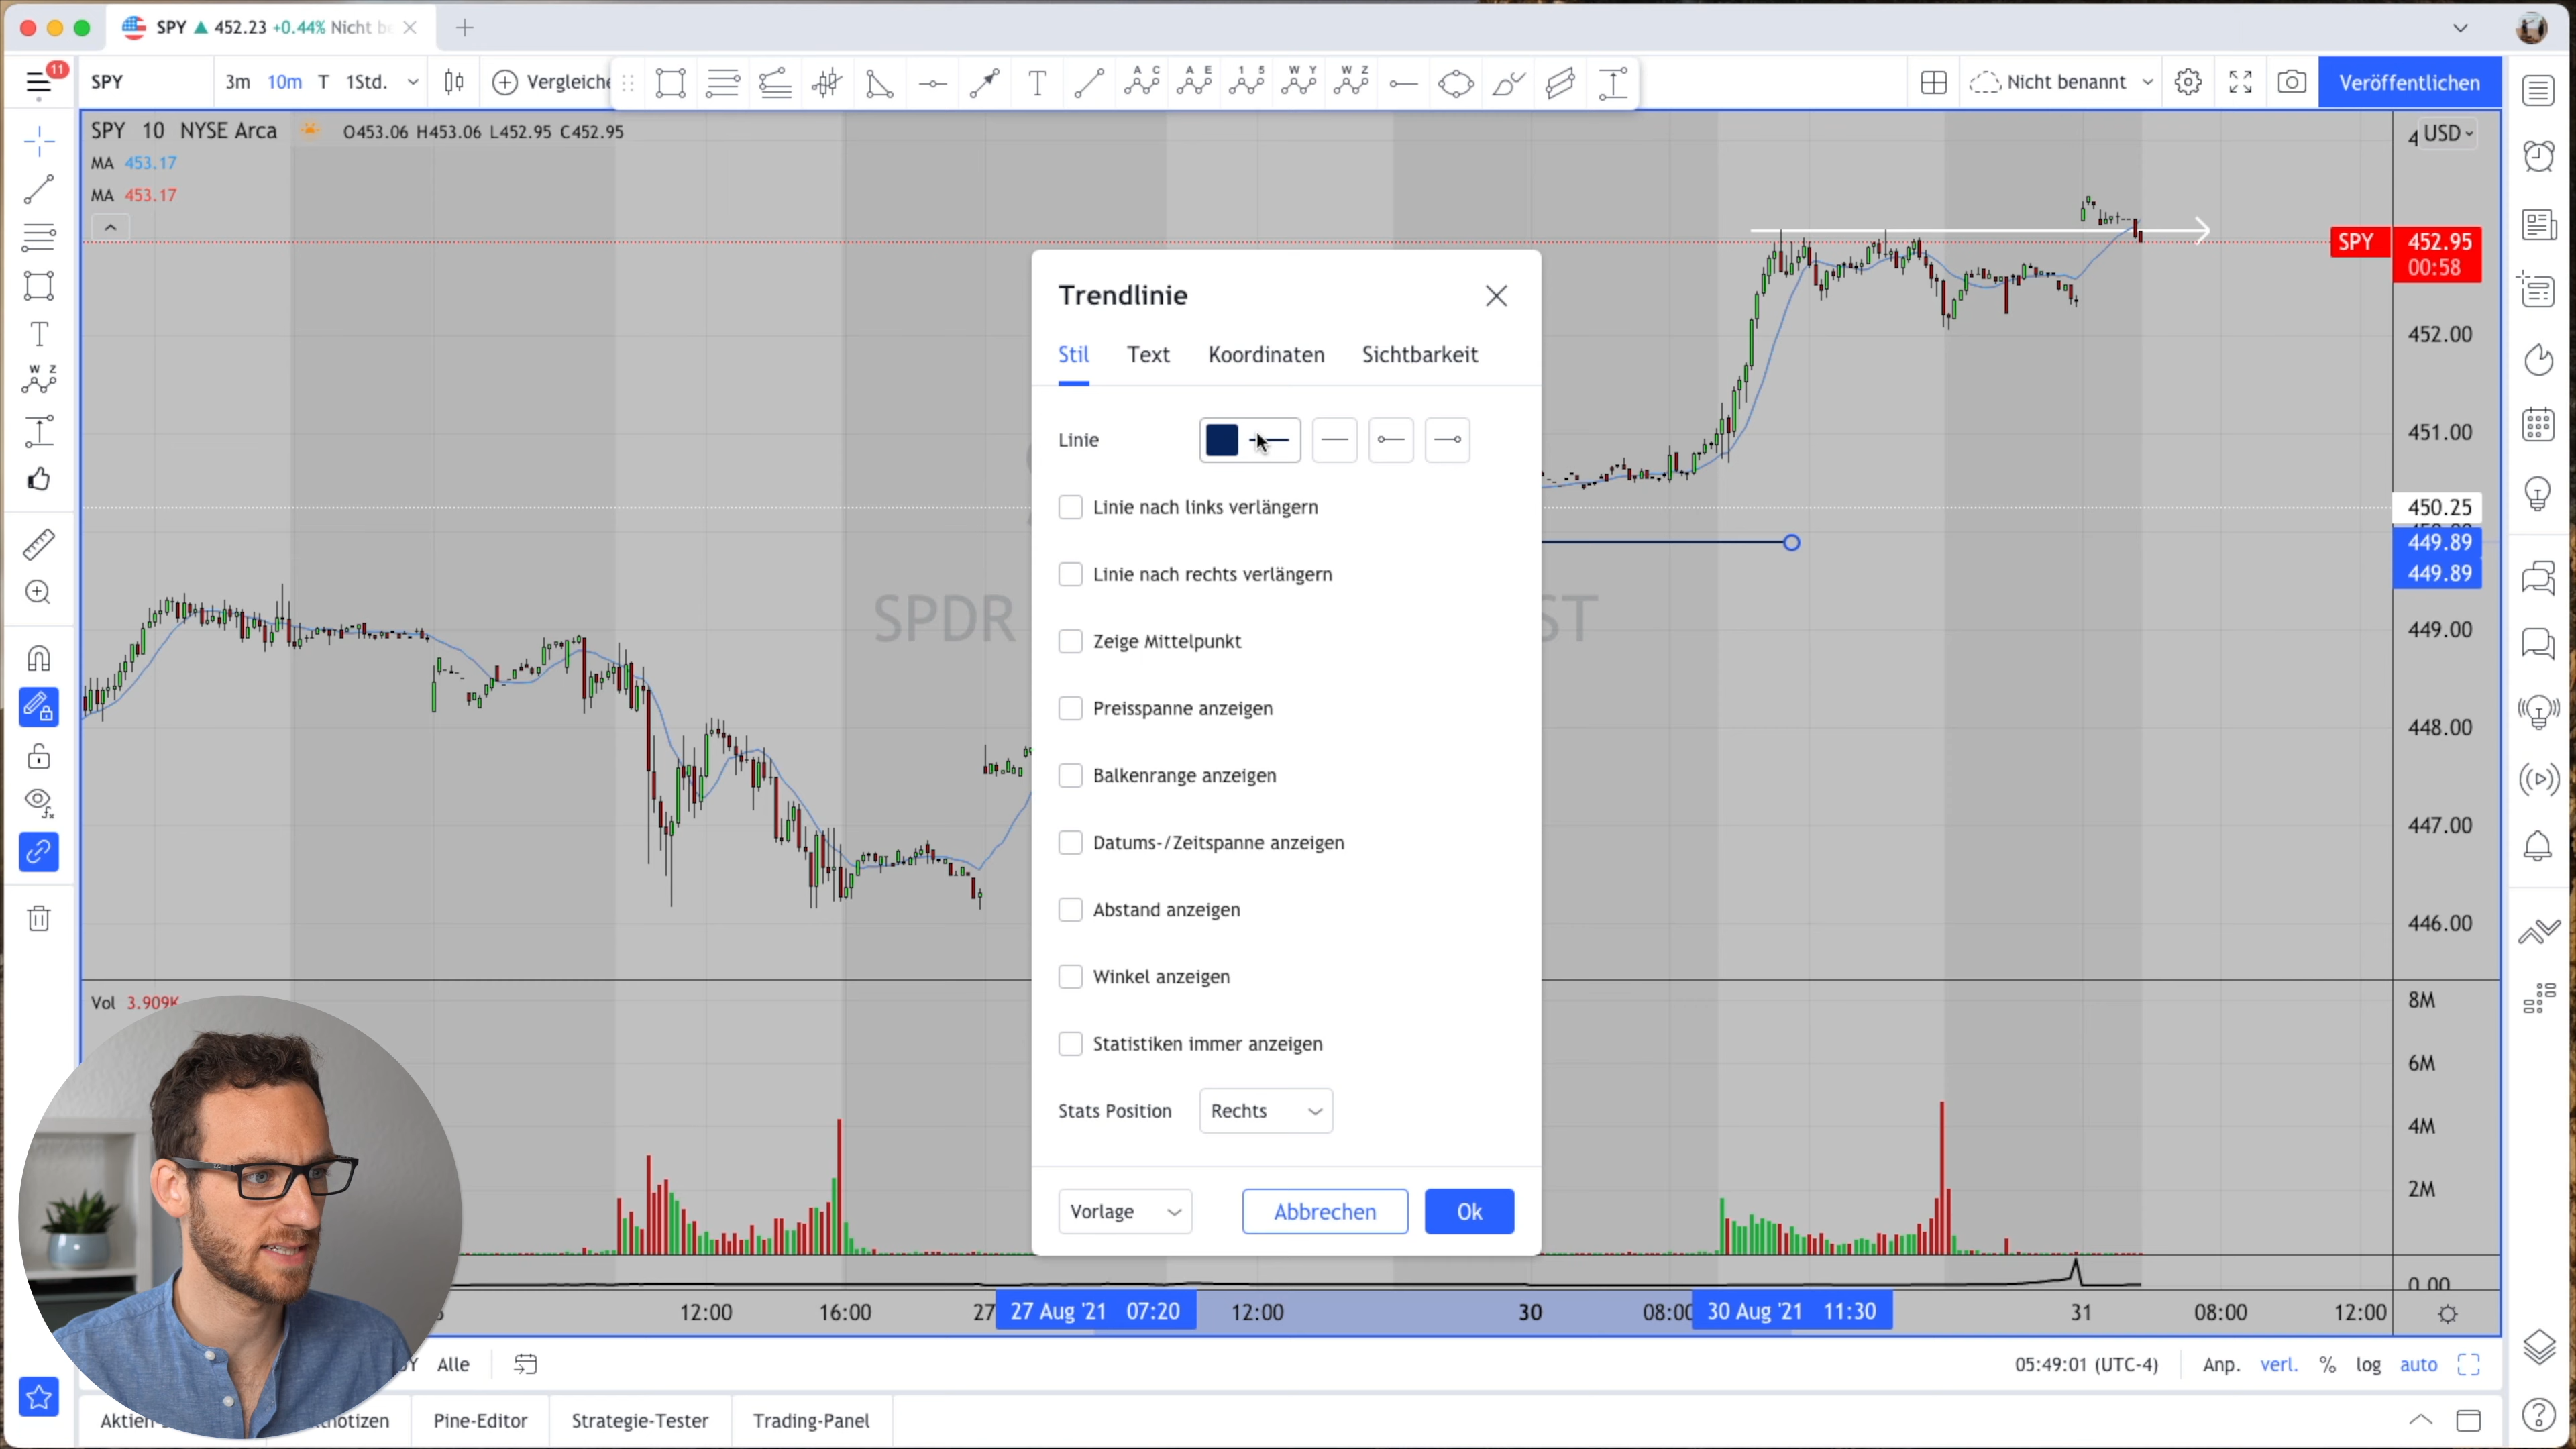 SPY ▲ 452.23 +0.44% Nicht b
11
SPY
3m 10m T 1Std.
Vergleiche
T
A C
A E
1 5
W Y
W Z
Nicht benannt
Veröffentlichen
SPY 10 NYSE Arca O453.06 H453.06 L452.95 C452.95
MA 453.17
MA 453.17
T
W Z
SPDR
ST
USD
SPY 452.95
00:58
452.00
451.00
450.25
449.89
449.89
449.00
448.00
447.00
446.00
Trendlinie
Stil Text Koordinaten Sichtbarkeit
Linie
Linie nach links verlängern
Linie nach rechts verlängern
Zeige Mittelpunkt
Preisspanne anzeigen
Balkenrange anzeigen
Datums-/Zeitspanne anzeigen
Abstand anzeigen
Winkel anzeigen
Statistiken immer anzeigen
Stats Position Rechts
Vorlage Abbrechen Ok
Vol 3.909K
8M
6M
4M
2M
0.00
12:00 16:00 27 27 Aug '21 07:20 12:00 30 08:00 30 Aug '21 11:30 31 08:00 12:00
Y Alle
05:49:01 (UTC-4) Anp. verl. % log auto
Aktien notizen Pine-Editor Strategie-Tester Trading-Panel